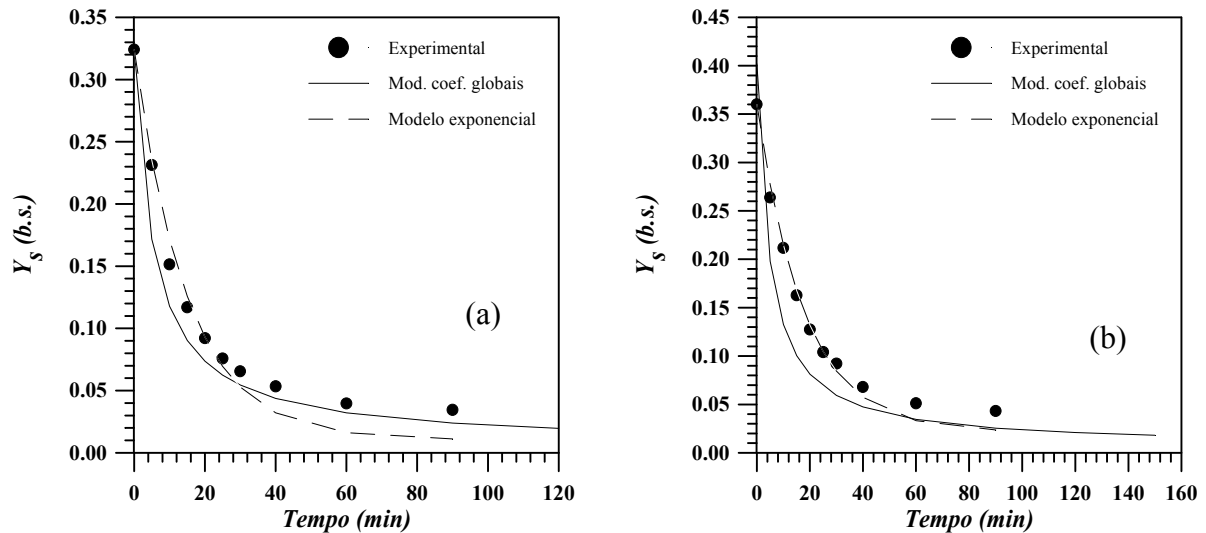 0.35
0.30
0.25
0.20
0.15
0.10
0.05
0.00
Y_s (b.s.)
Experimental
Mod. coef. globais
Modelo exponencial
(a)
0 20 40 60 80 100 120
Tempo (min)
0.45
0.40
0.35
0.30
0.25
0.20
0.15
0.10
0.05
0.00
Y_s (b.s.)
Experimental
Mod. coef. globais
Modelo exponencial
(b)
0 20 40 60 80 100 120 140 160
Tempo (min)